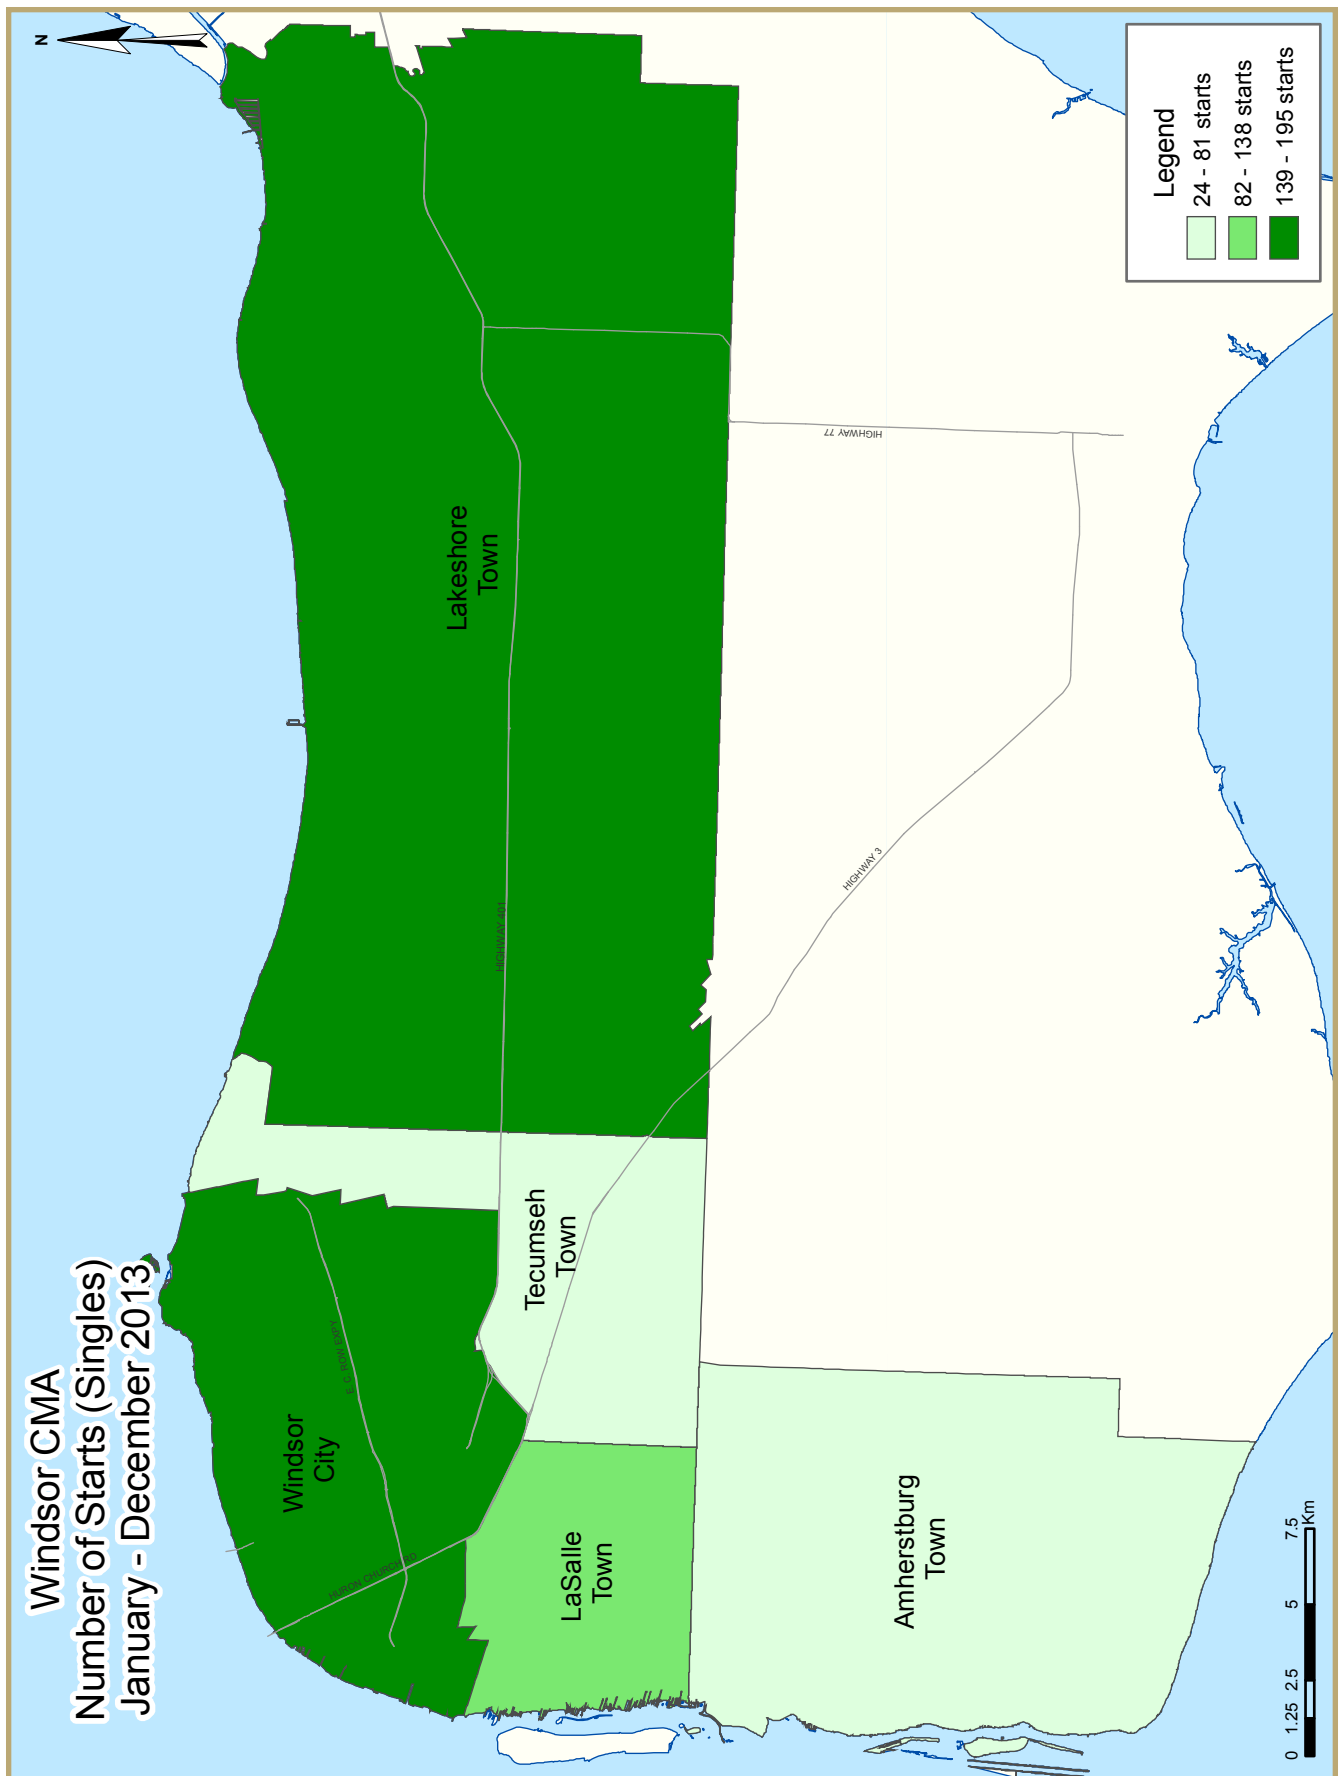 Windsor CMA
Number of Starts (Singles)
January - December 2013
N
Windsor
City
E.C. ROW EXPY
HURON CHURCH RD
LaSalle
Town
Tecumseh
Town
Amherstburg
Town
Lakeshore
Town
HIGHWAY 401
HIGHWAY 3
HIGHWAY 77
0 1.25 2.5 5 7.5
Km
Legend
24 - 81 starts
82 - 138 starts
139 - 195 starts